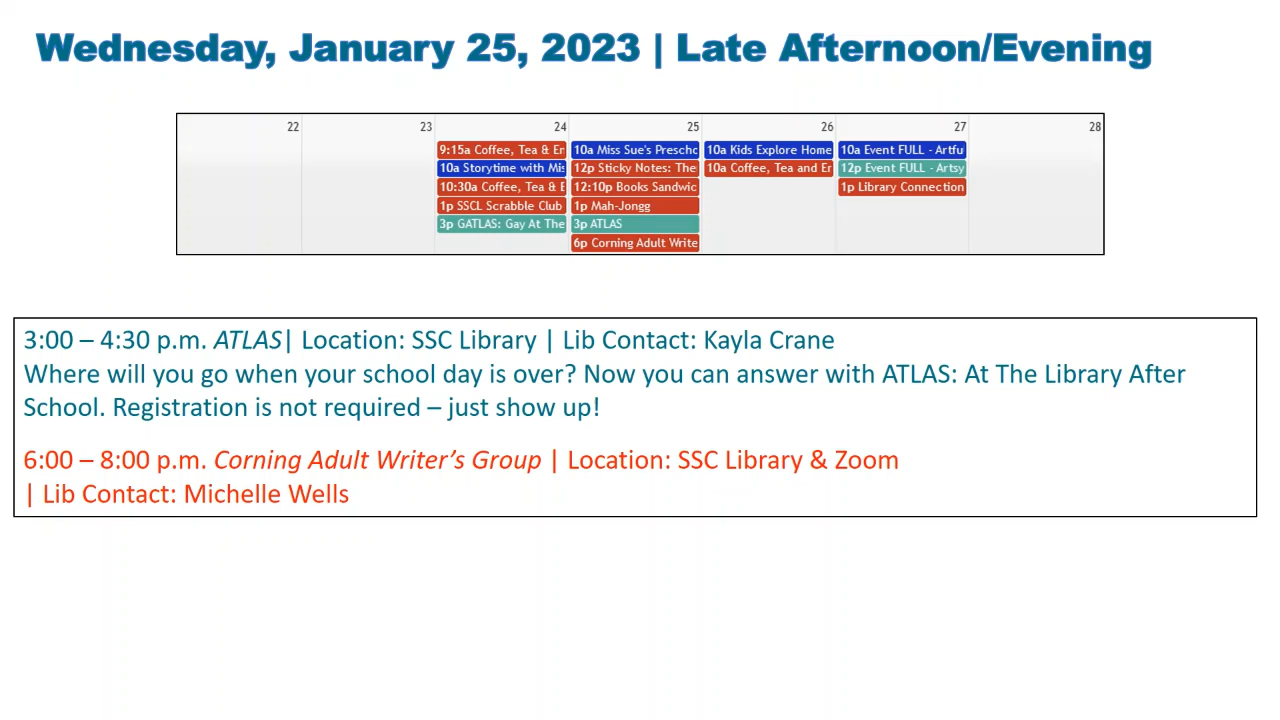 Wednesday, January 25, 2023 | Late Afternoon/Evening
22 23 24 25 26 27 28
9:15a Coffee, Tea & En
10a Storytime with Mis
10:30a Coffee, Tea & E
1p SSCL Scrabble Club
3p GATLAS: Gay At The
10a Miss Sue's Prescho
12p Sticky Notes: The
12:10p Books Sandwic
1p Mah-Jongg
3p ATLAS
6p Corning Adult Write
10a Kids Explore Home
10a Coffee, Tea and Er
10a Event FULL - Artfu
12p Event FULL - Artsy
1p Library Connection
3:00 – 4:30 p.m. ATLAS| Location: SSC Library | Lib Contact: Kayla Crane
Where will you go when your school day is over? Now you can answer with ATLAS: At The Library After
School. Registration is not required – just show up!
6:00 – 8:00 p.m. Corning Adult Writer’s Group | Location: SSC Library & Zoom
| Lib Contact: Michelle Wells